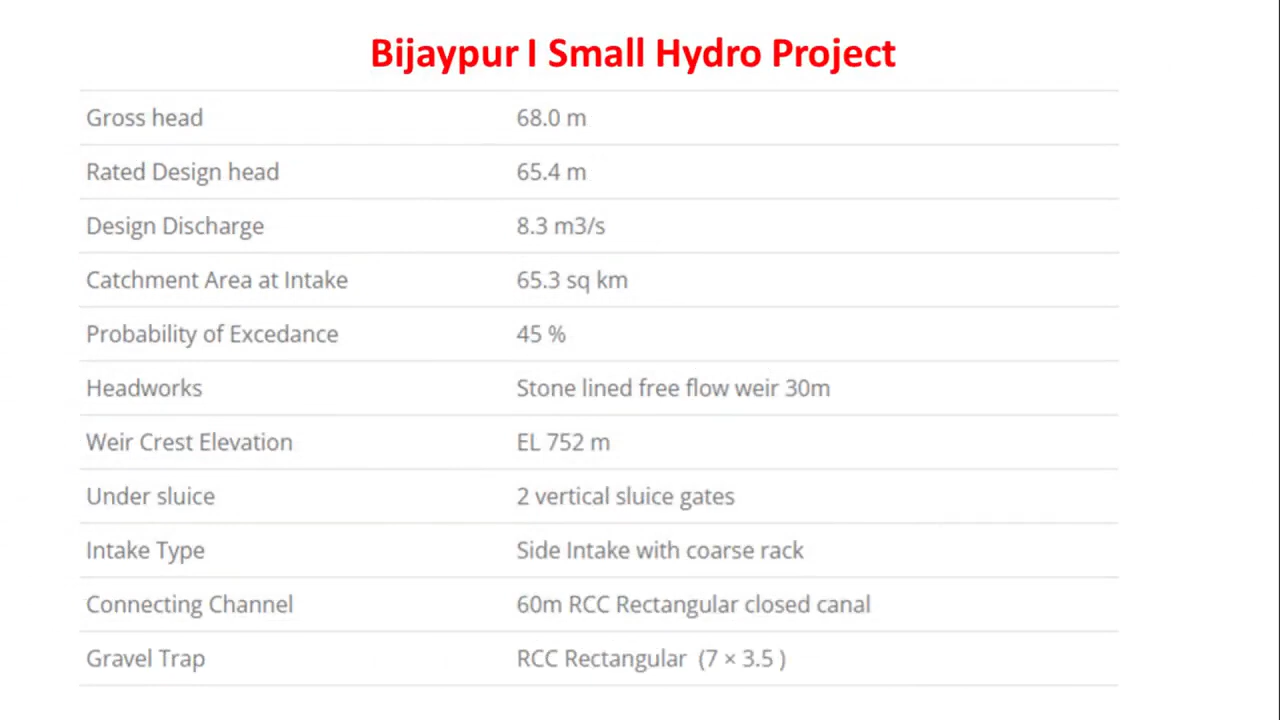 Bijaypur I Small Hydro Project
Gross head 68.0 m
Rated Design head 65.4 m
Design Discharge 8.3 m3/s
Catchment Area at Intake 65.3 sq km
Probability of Excedance 45 %
Headworks Stone lined free flow weir 30m
Weir Crest Elevation EL 752 m
Under sluice 2 vertical sluice gates
Intake Type Side Intake with coarse rack
Connecting Channel 60m RCC Rectangular closed canal
Gravel Trap RCC Rectangular (7 × 3.5 )